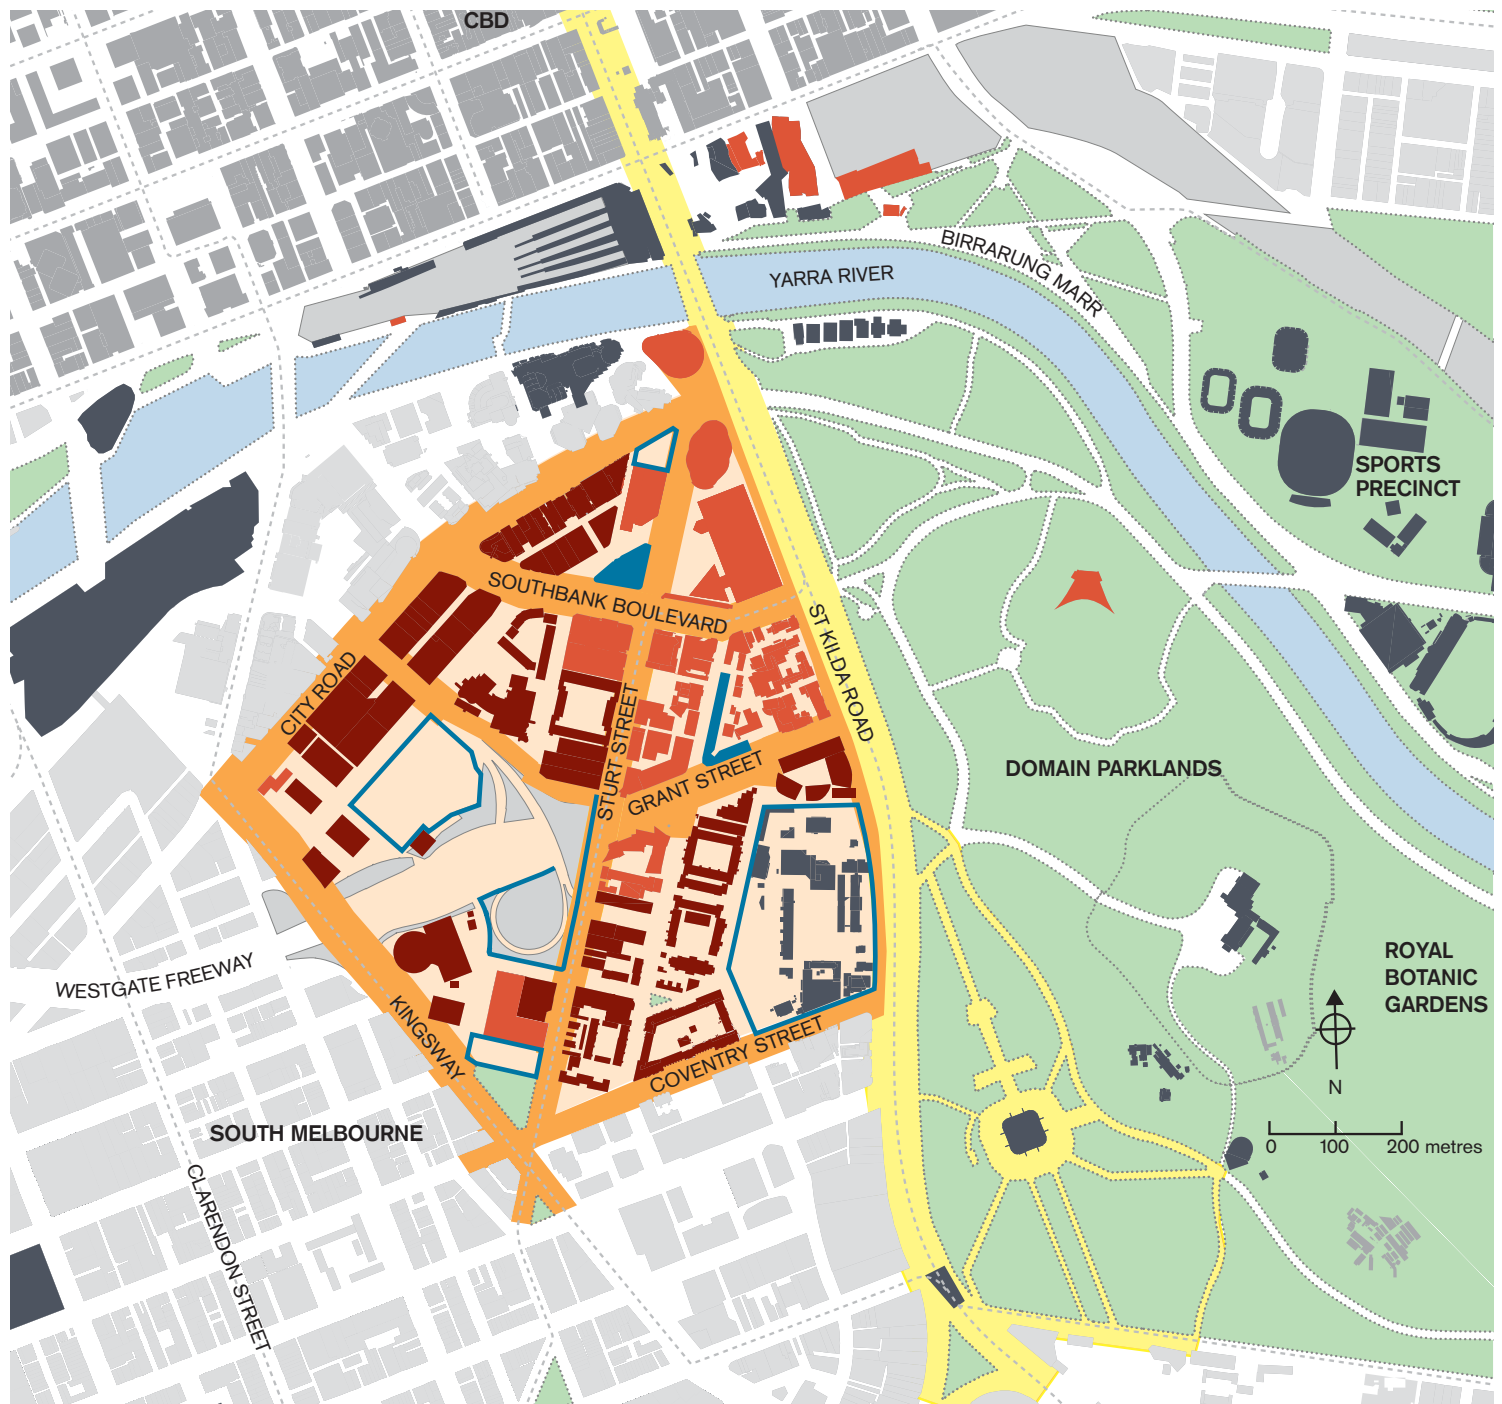 CBD
BIRRARUNG MARR
YARRA RIVER
SPORTS
PRECINCT
SOUTHBANK BOULEVARD
ST KILDA ROAD
CITY ROAD
STURT STREET
GRANT STREET
DOMAIN PARKLANDS
ROYAL
BOTANIC
GARDENS
WESTGATE FREEWAY
KINGSWAY
COVENTRY STREET
N
SOUTH MELBOURNE
0 100 200 metres
CLARENDON STREET